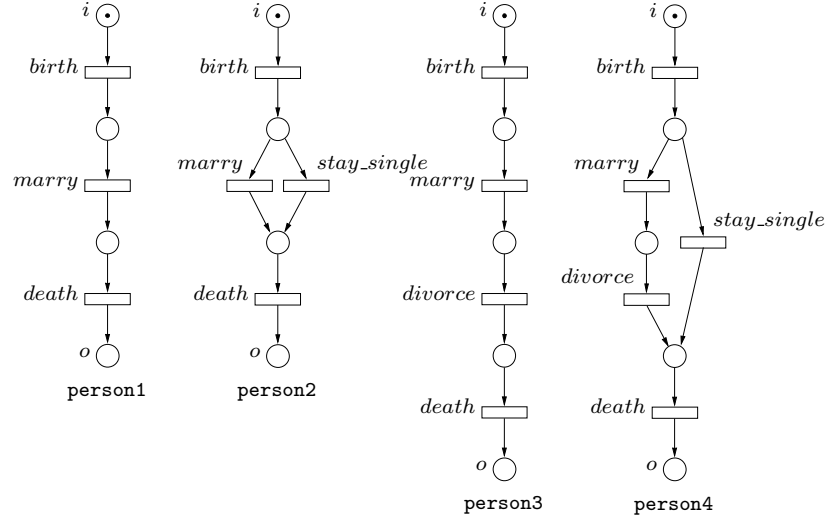 i
birth
marry
death
o
person1
i
birth
marry
stay_single
death
o
person2
i
birth
marry
divorce
death
o
person3
i
birth
marry
stay_single
divorce
death
o
person4